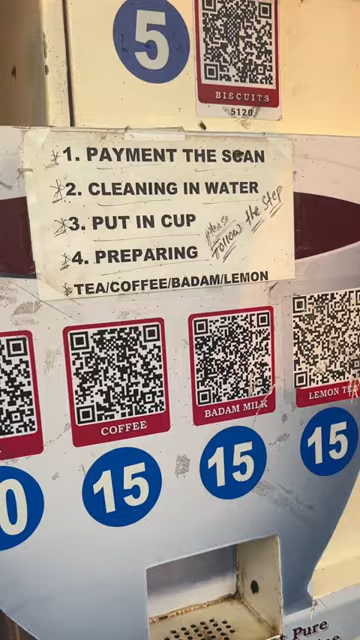 5
BISCUITS
5120
1. PAYMENT THE SCAN
2. CLEANING IN WATER
3. PUT IN CUP
4. PREPARING
please
Follow the Step
TEA/COFFEE/BADAM/LEMON
COFFEE
BADAM MILK
LEMON TEA
0
15
15
15
Pure